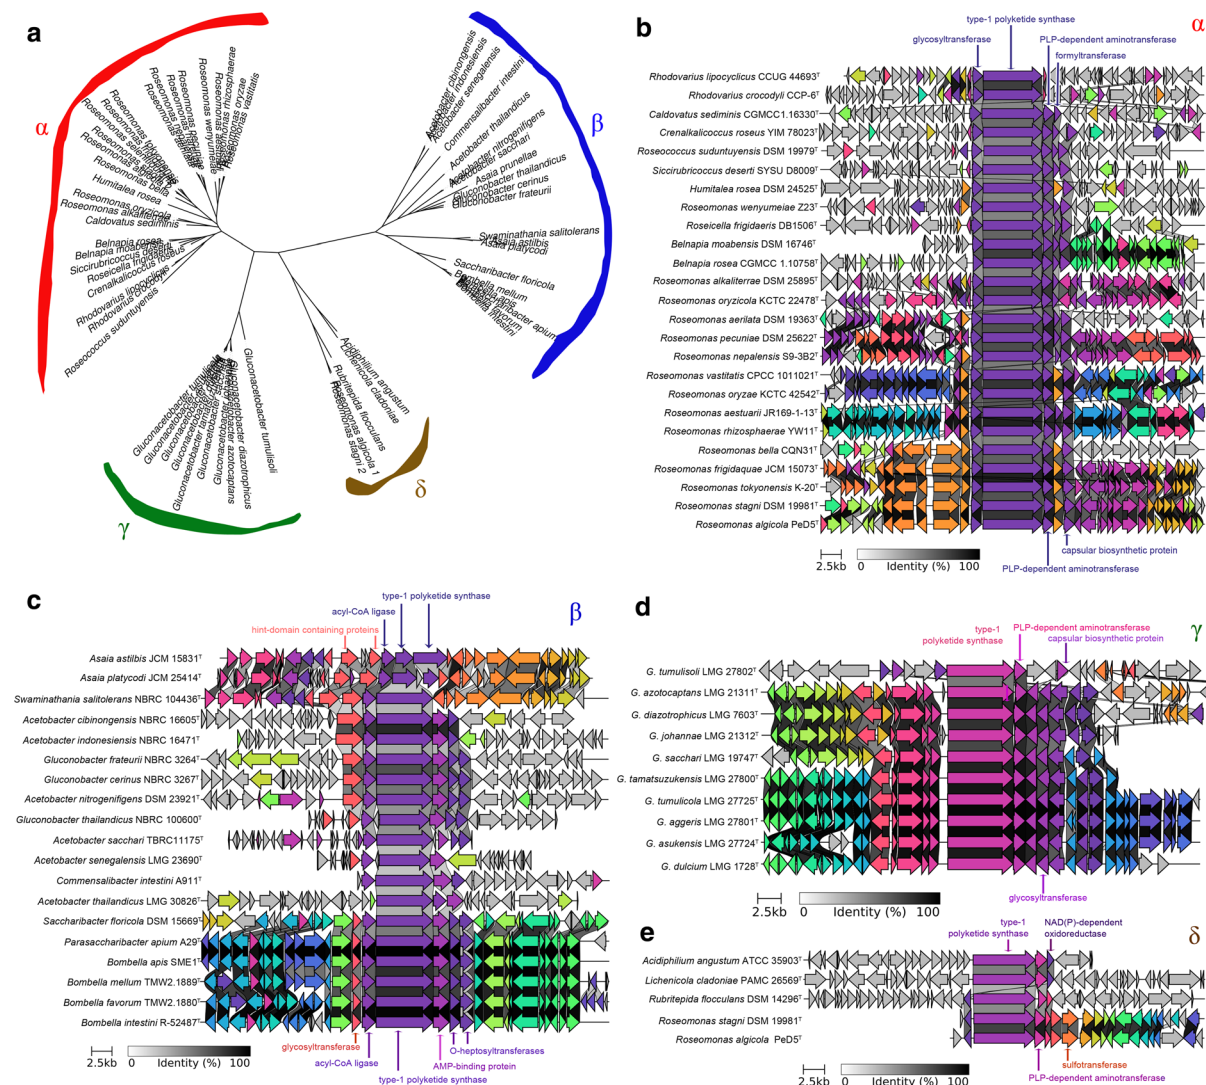 a
α
β
γ
δ
Roseomonas oryzae
Roseomonas vastitatis
Roseomonas wenyumeiae
Humitalea rosea
Roseomonas oryzicola
Roseomonas alkaliterrae
Caldovatus sediminis
Belnapia rosea
Belnapia moabensis
Siccirubricoccus deserti
Roseicella frigidaeris
Crenalkalicoccus roseus
Rhodovarius lipocyclicus
Rhodovarius crocodyli
Roseococcus suduntuyensis
Acetobacter cibinongensis
Acetobacter indonesiensis
Acetobacter senegalensis
Commensalibacter intestini
Acetobacter thailandicus
Acetobacter nitrogenifigens
Acetobacter sacchari
Asaia prunellae
Gluconobacter thailandicus
Gluconobacter cerinus
Gluconobacter frateurii
Swaminathania salitolerans
Asaia astilbis
Asaia platycodi
Saccharibacter floricola
Bombella mellum
Gluconacetobacter tumulisoli
Gluconacetobacter diazotrophicus
Gluconacetobacter azotocaptans
Acidiphilium angustum
Lichenicola cladoniae
Rubritepida flocculans
Roseomonas algicola 1
Roseomonas stagni 2
b
α
type-1 polyketide synthase
glycosyltransferase
PLP-dependent aminotransferase
formyltransferase
Rhodovarius lipocyclicus CCUG 44693T
Rhodovarius crocodyli CCP-6T
Caldovatus sediminis CGMCC1.16330T
Crenalkalicoccus roseus YIM 78023T
Roseococcus suduntuyensis DSM 19979T
Siccirubricoccus deserti SYSU D8009T
Humitalea rosea DSM 24525T
Roseomonas wenyumeiae Z23T
Roseicella frigidaeris DB1506T
Belnapia moabensis DSM 16746T
Belnapia rosea CGMCC 1.10758T
Roseomonas alkaliterrae DSM 25895T
Roseomonas oryzicola KCTC 22478T
Roseomonas aerilata DSM 19363T
Roseomonas pecuniae DSM 25622T
Roseomonas nepalensis S9-3B2T
Roseomonas vastitatis CPCC 1011021T
Roseomonas oryzae KCTC 42542T
Roseomonas aestuarii JR169-1-13T
Roseomonas rhizosphaerae YW11T
Roseomonas bella CQN31T
Roseomonas frigidaquae JCM 15073T
Roseomonas tokyonensis K-20T
Roseomonas stagni DSM 19981T
Roseomonas algicola PeD5T
2.5kb
0 Identity (%) 100
capsular biosynthetic protein
PLP-dependent aminotransferase
c
β
type-1 polyketide synthase
acyl-CoA ligase
hint-domain containing proteins
Asaia astilbis JCM 15831T
Asaia platycodi JCM 25414T
Swaminathania salitolerans NBRC 104436T
Acetobacter cibinongensis NBRC 16605T
Acetobacter indonesiensis NBRC 16471T
Gluconobacter frateurii NBRC 3264T
Gluconobacter cerinus NBRC 3267T
Acetobacter nitrogenifigens DSM 23921T
Gluconobacter thailandicus NBRC 100600T
Acetobacter sacchari TBRC11175T
Acetobacter senegalensis LMG 23690T
Commensalibacter intestini A911T
Acetobacter thailandicus LMG 30826T
Saccharibacter floricola DSM 15669T
Parasaccharibacter apium A29T
Bombella apis SME1T
Bombella mellum TMW2.1889T
Bombella favorum TMW2.1880T
Bombella intestini R-52487T
2.5kb
0 Identity (%) 100
glycosyltransferase
acyl-CoA ligase
O-heptosyltransferases
AMP-binding protein
type-1 polyketide synthase
d
γ
type-1
polyketide synthase
PLP-dependent aminotransferase
capsular biosynthetic protein
G. tumulisoli LMG 27802T
G. azotocaptans LMG 21311T
G. diazotrophicus LMG 7603T
G. johannae LMG 21312T
G. sacchari LMG 19747T
G. tamatsuzukensis LMG 27800T
G. tumulicola LMG 27725T
G. aggeris LMG 27801T
G. asukensis LMG 27724T
G. dulcium LMG 1728T
2.5kb
0 Identity (%) 100
glycosyltransferase
e
δ
type-1
polyketide synthase
NAD(P)-dependent
oxidoreductase
Acidiphilium angustum ATCC 35903T
Lichenicola cladoniae PAMC 26569T
Rubritepida flocculans DSM 14296T
Roseomonas stagni DSM 19981T
Roseomonas algicola PeD5T
2.5kb
0 Identity (%) 100
sulfotransferase
PLP-dependent aminotransferase